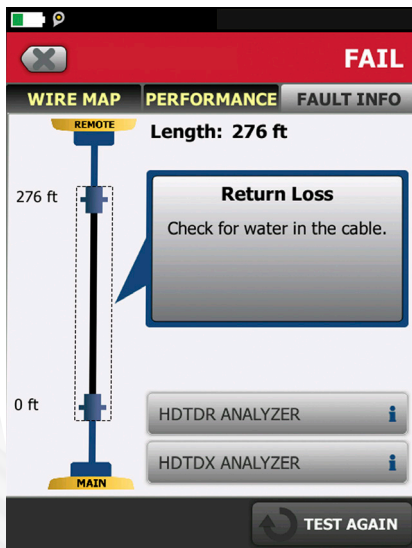 FAIL
WIRE MAP
PERFORMANCE
FAULT INFO
REMOTE
Length: 276 ft
276 ft
Return Loss
Check for water in the cable.
0 ft
HDTDR ANALYZER
i
HDTDX ANALYZER
i
MAIN
TEST AGAIN